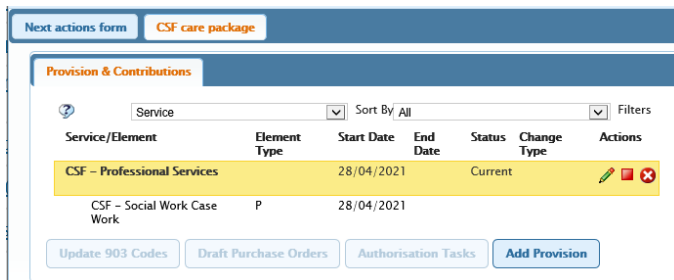 Next actions form CSF care package
Provision & Contributions
? Service Sort By All Filters
Service/Element Element Type Start Date End Date Status Change Type Actions
CSF – Professional Services 28/04/2021 Current
CSF – Social Work Case Work P 28/04/2021
Update 903 Codes Draft Purchase Orders Authorisation Tasks Add Provision